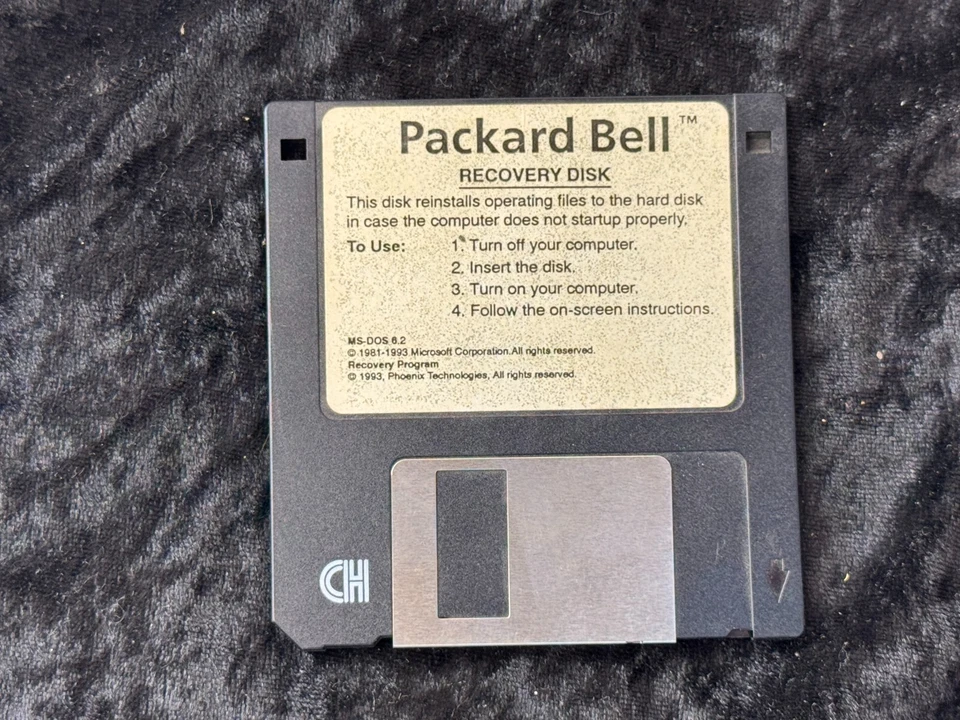 Packard Bell™
RECOVERY DISK
This disk reinstalls operating files to the hard disk
in case the computer does not startup properly.
To Use: 1. Turn off your computer.
2. Insert the disk.
3. Turn on your computer.
4. Follow the on-screen instructions.
MS-DOS 6.2
© 1981-1993 Microsoft Corporation.All rights reserved.
Recovery Program
© 1993, Phoenix Technologies, All rights reserved.
CH